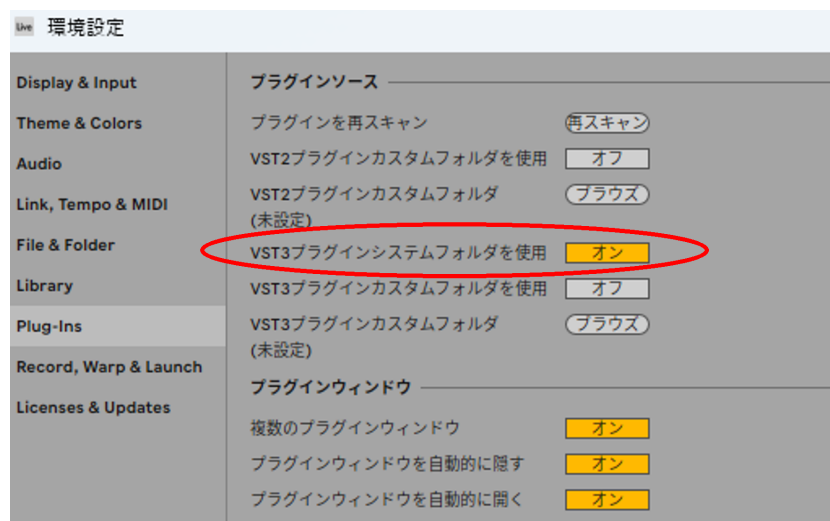 Live 環境設定
Display & Input
Theme & Colors
Audio
Link, Tempo & MIDI
File & Folder
Library
Plug-Ins
Record, Warp & Launch
Licenses & Updates
プラグインソース
プラグインを再スキャン 再スキャン
VST2プラグインカスタムフォルダを使用 オフ
VST2プラグインカスタムフォルダ ブラウズ
(未設定)
VST3プラグインシステムフォルダを使用 オン
VST3プラグインカスタムフォルダを使用 オフ
VST3プラグインカスタムフォルダ ブラウズ
(未設定)
プラグインウィンドウ
複数のプラグインウィンドウ オン
プラグインウィンドウを自動的に隠す オン
プラグインウィンドウを自動的に開く オン